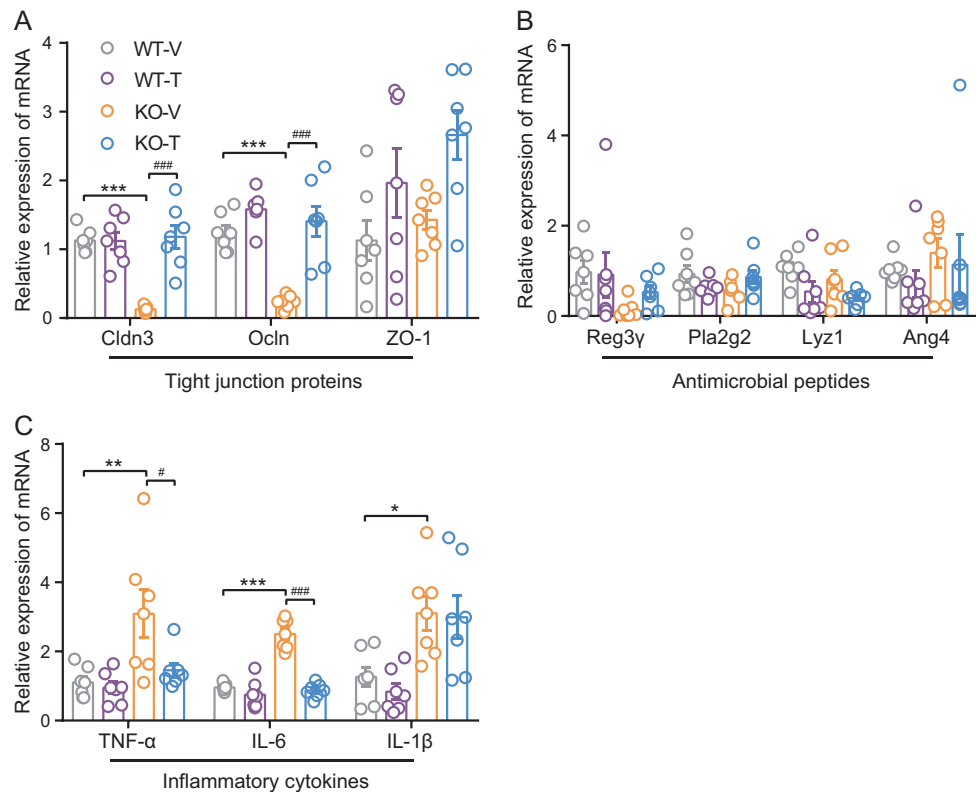 A
Relative expression of mRNA
4
3
2
1
0
WT-V
WT-T
KO-V
KO-T
*** ###
*** ###
Cldn3 Ocln ZO-1
Tight junction proteins
B
Relative expression of mRNA
6
4
2
0
Reg3γ Pla2g2 Lyz1 Ang4
Antimicrobial peptides
C
Relative expression of mRNA
8
6
4
2
0
** #
*** ###
*
TNF-α IL-6 IL-1β
Inflammatory cytokines